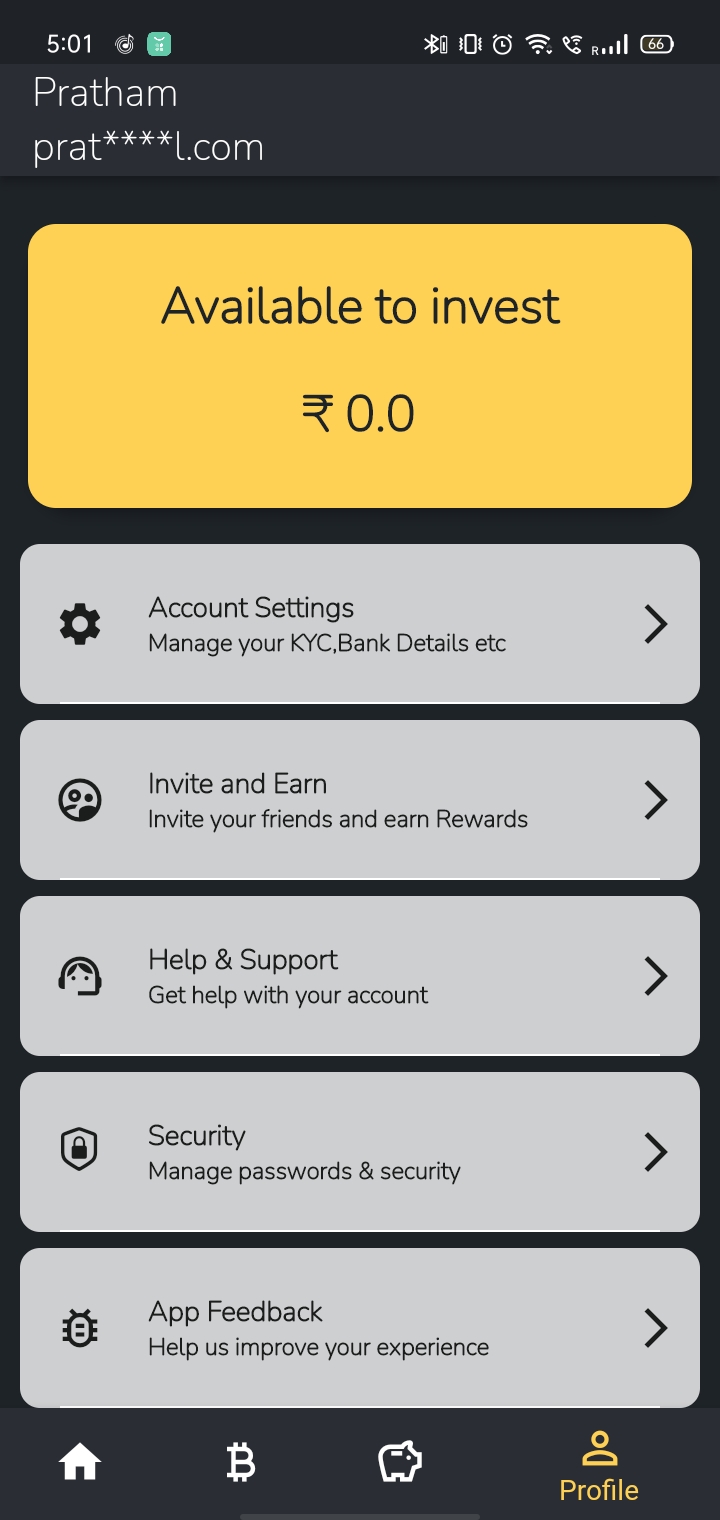 5:01
R
66
Pratham
prat****l.com
Available to invest
₹ 0.0
Account Settings
Manage your KYC,Bank Details etc
Invite and Earn
Invite your friends and earn Rewards
Help & Support
Get help with your account
Security
Manage passwords & security
App Feedback
Help us improve your experience
Profile